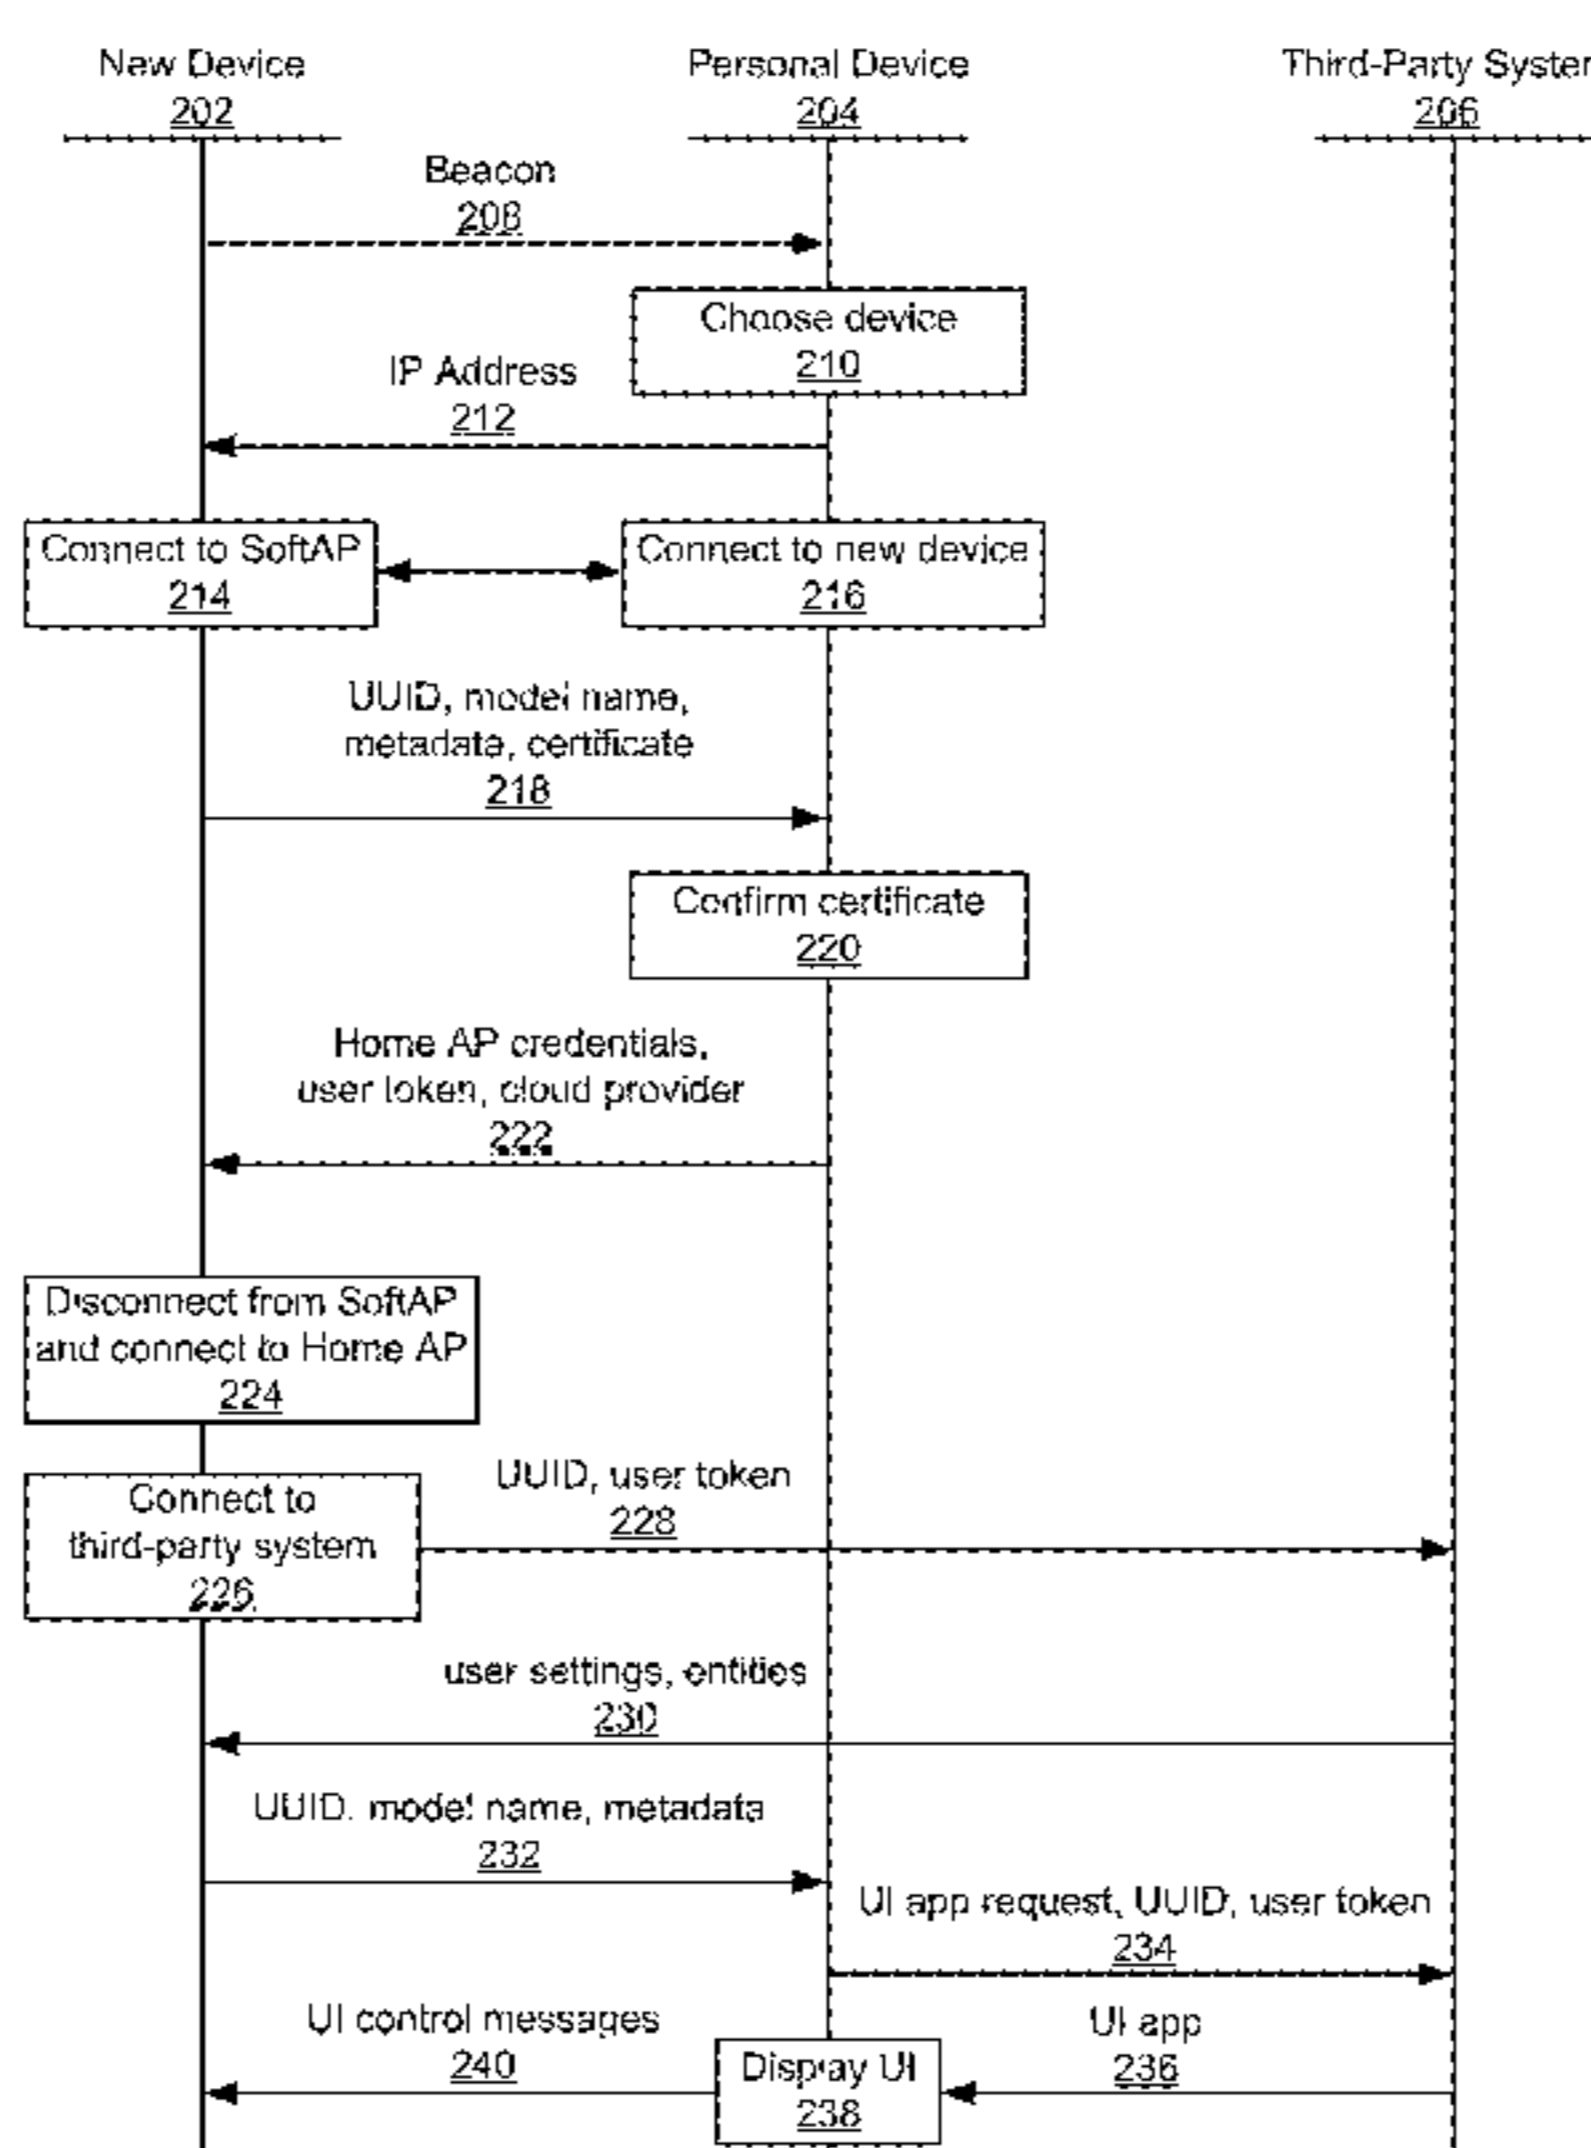 New Device
202
Personal Device
204
Third-Party System
206
Beacon
208
Choose device
210
IP Address
212
Connect to SoftAP
214
Connect to new device
216
UUID, model name,
metadate, certificate
218
Confirm certificate
220
Home AP credentials,
user token, cloud provider
222
Disconnect from SoftAP
and connect to Home AP
224
Connect to
third-party system
226
UUID, user token
228
user settings, entities
230
UUID. model name, metadata
232
UI app request, UUID, user token
234
UI control messages
240
Display UI
238
UI app
236